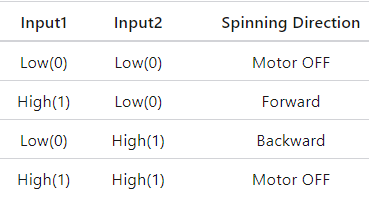 Input1 Input2 Spinning Direction
Low(0) Low(0) Motor OFF
High(1) Low(0) Forward
Low(0) High(1) Backward
High(1) High(1) Motor OFF